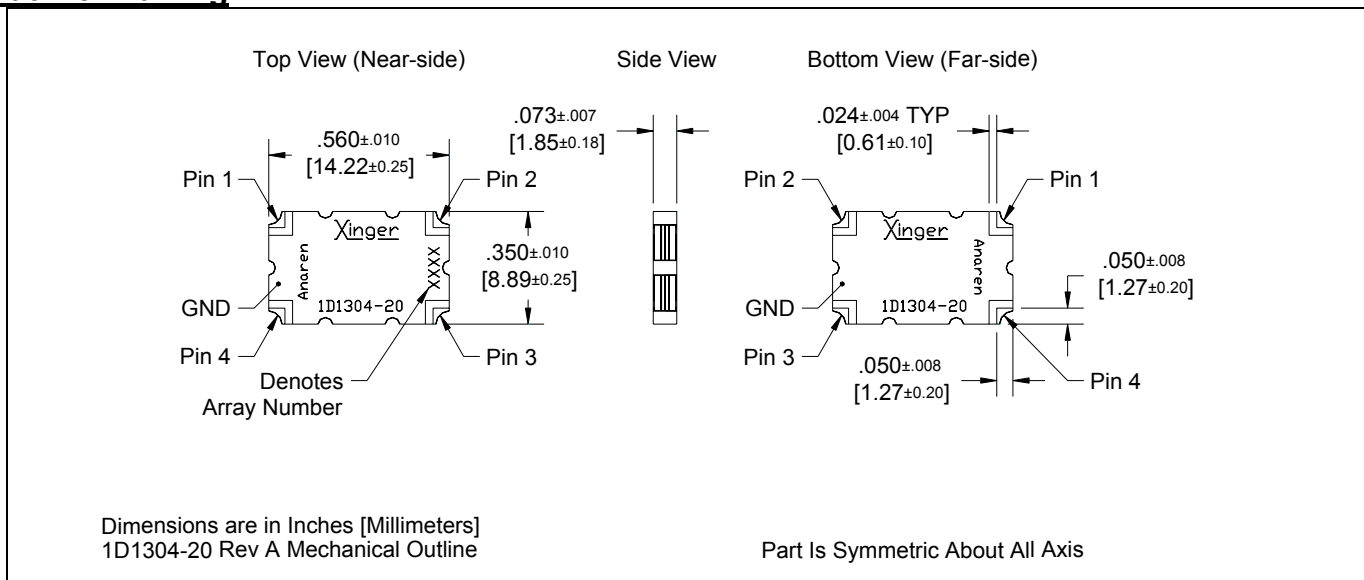 Top View (Near-side)
Side View
Bottom View (Far-side)
.560±.010
[14.22±0.25]
.073±.007
[1.85±0.18]
.024±.004 TYP
[0.61±0.10]
Pin 1
Pin 2
Pin 2
Pin 1
Xinger
Anaren
XXXX
1D1304-20
.350±.010
[8.89±0.25]
GND
Pin 4
Pin 3
Denotes
Array Number
Xinger
Anaren
1D1304-20
.050±.008
[1.27±0.20]
GND
Pin 3
.050±.008
[1.27±0.20]
Pin 4
Dimensions are in Inches [Millimeters]
1D1304-20 Rev A Mechanical Outline
Part Is Symmetric About All Axis